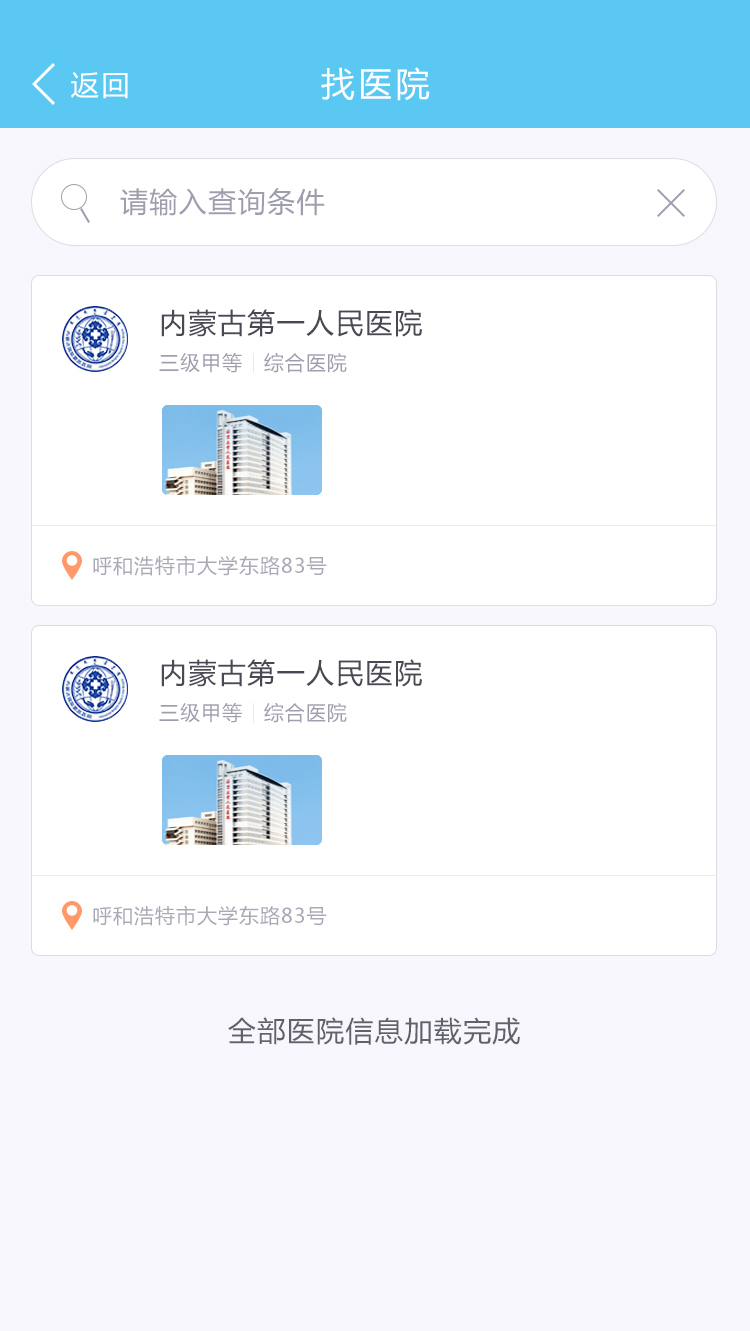 返回
找医院
请输入查询条件
内蒙古第一人民医院
三级甲等 综合医院
呼和浩特市大学东路83号
内蒙古第一人民医院
三级甲等 综合医院
呼和浩特市大学东路83号
全部医院信息加载完成